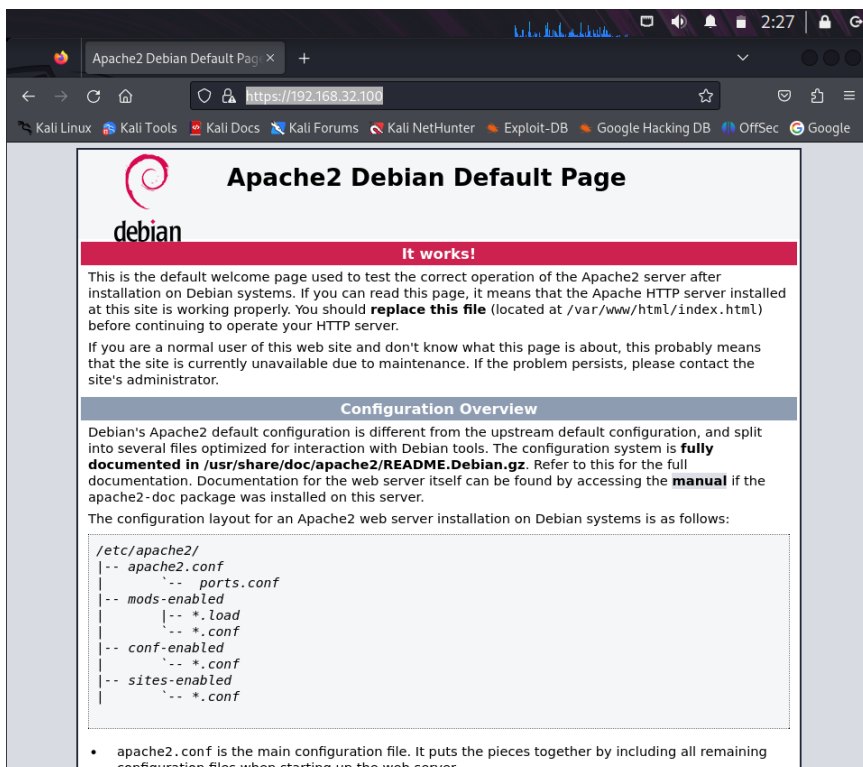 2:27
Apache2 Debian Default Pag
https://192.168.32.100
Kali Linux Kali Tools Kali Docs Kali Forums Kali NetHunter Exploit-DB Google Hacking DB OffSec Google
debian
Apache2 Debian Default Page
It works!
This is the default welcome page used to test the correct operation of the Apache2 server after
installation on Debian systems. If you can read this page, it means that the Apache HTTP server installed
at this site is working properly. You should replace this file (located at /var/www/html/index.html)
before continuing to operate your HTTP server.
If you are a normal user of this web site and don't know what this page is about, this probably means
that the site is currently unavailable due to maintenance. If the problem persists, please contact the
site's administrator.
Configuration Overview
Debian's Apache2 default configuration is different from the upstream default configuration, and split
into several files optimized for interaction with Debian tools. The configuration system is fully
documented in /usr/share/doc/apache2/README.Debian.gz. Refer to this for the full
documentation. Documentation for the web server itself can be found by accessing the manual if the
apache2-doc package was installed on this server.
The configuration layout for an Apache2 web server installation on Debian systems is as follows:
/etc/apache2/
|-- apache2.conf
|       `--  ports.conf
|-- mods-enabled
|       |-- *.load
|       `-- *.conf
|-- conf-enabled
|       `-- *.conf
|-- sites-enabled
|       `-- *.conf
• apache2.conf is the main configuration file. It puts the pieces together by including all remaining
configuration files when starting up the web server.